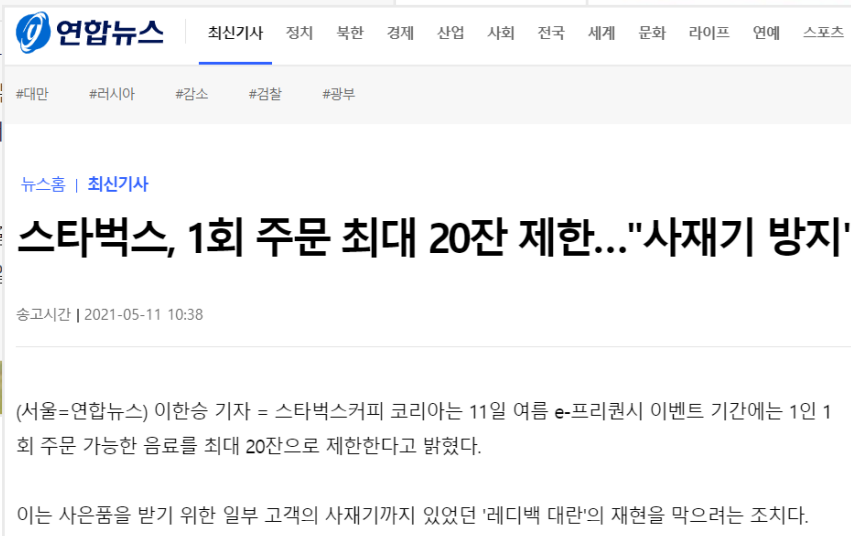 연합뉴스 최신기사 정치 북한 경제 산업 사회 전국 세계 문화 라이프 연예 스포츠
#대만 #러시아 #감소 #검찰 #광부
뉴스홈 | 최신기사
스타벅스, 1회 주문 최대 20잔 제한…"사재기 방지"
송고시간 | 2021-05-11 10:38
(서울=연합뉴스) 이한승 기자 = 스타벅스커피 코리아는 11일 여름 e-프리퀀시 이벤트 기간에는 1인 1
회 주문 가능한 음료를 최대 20잔으로 제한한다고 밝혔다.
이는 사은품을 받기 위한 일부 고객의 사재기까지 있었던 '레디백 대란'의 재현을 막으려는 조치다.